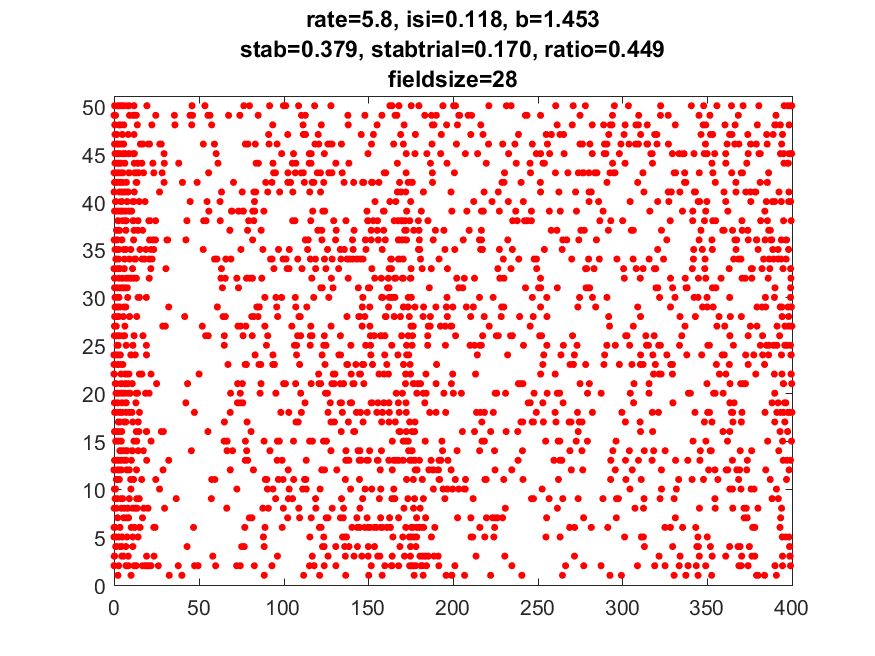 rate=5.8, isi=0.118, b=1.453
stab=0.379, stabtrial=0.170, ratio=0.449
fieldsize=28
50
45
40
35
30
25
20
15
10
5
0
0 50 100 150 200 250 300 350 400